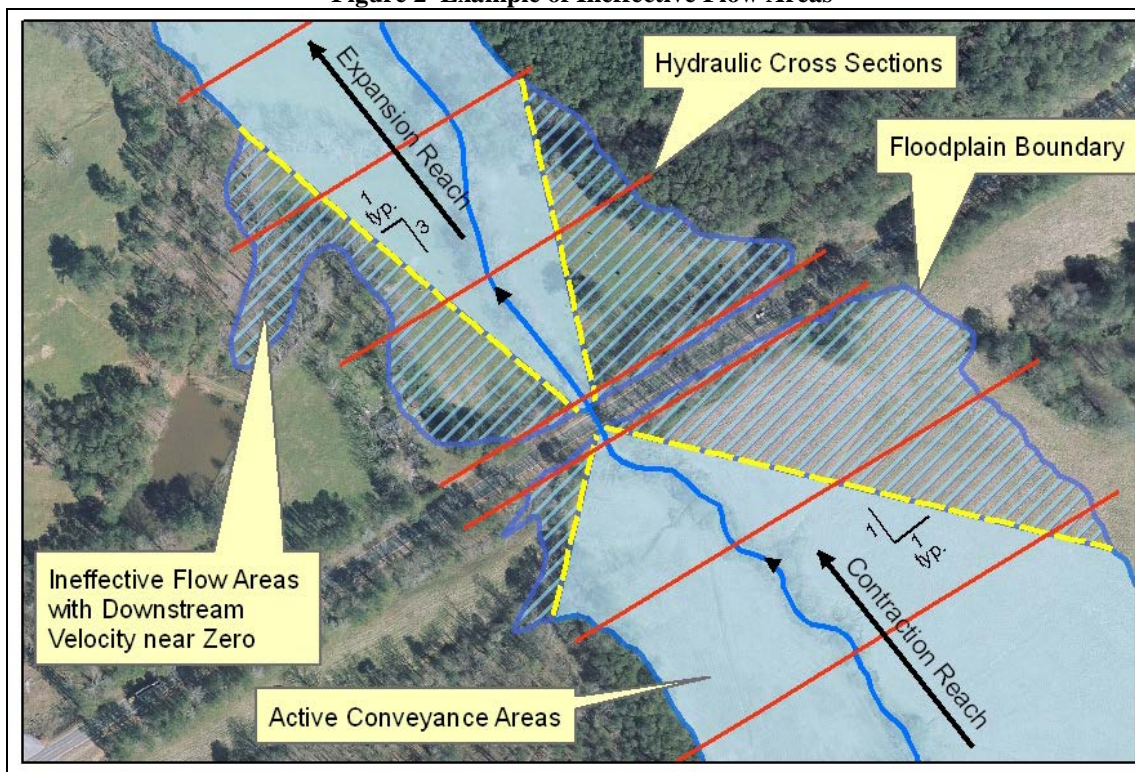 Figure 2 Example of Ineffective Flow Areas
Hydraulic Cross Sections
Expansion Reach
Floodplain Boundary
1
typ.
3
Ineffective Flow Areas
with Downstream
Velocity near Zero
1
1
typ.
Contraction Reach
Active Conveyance Areas